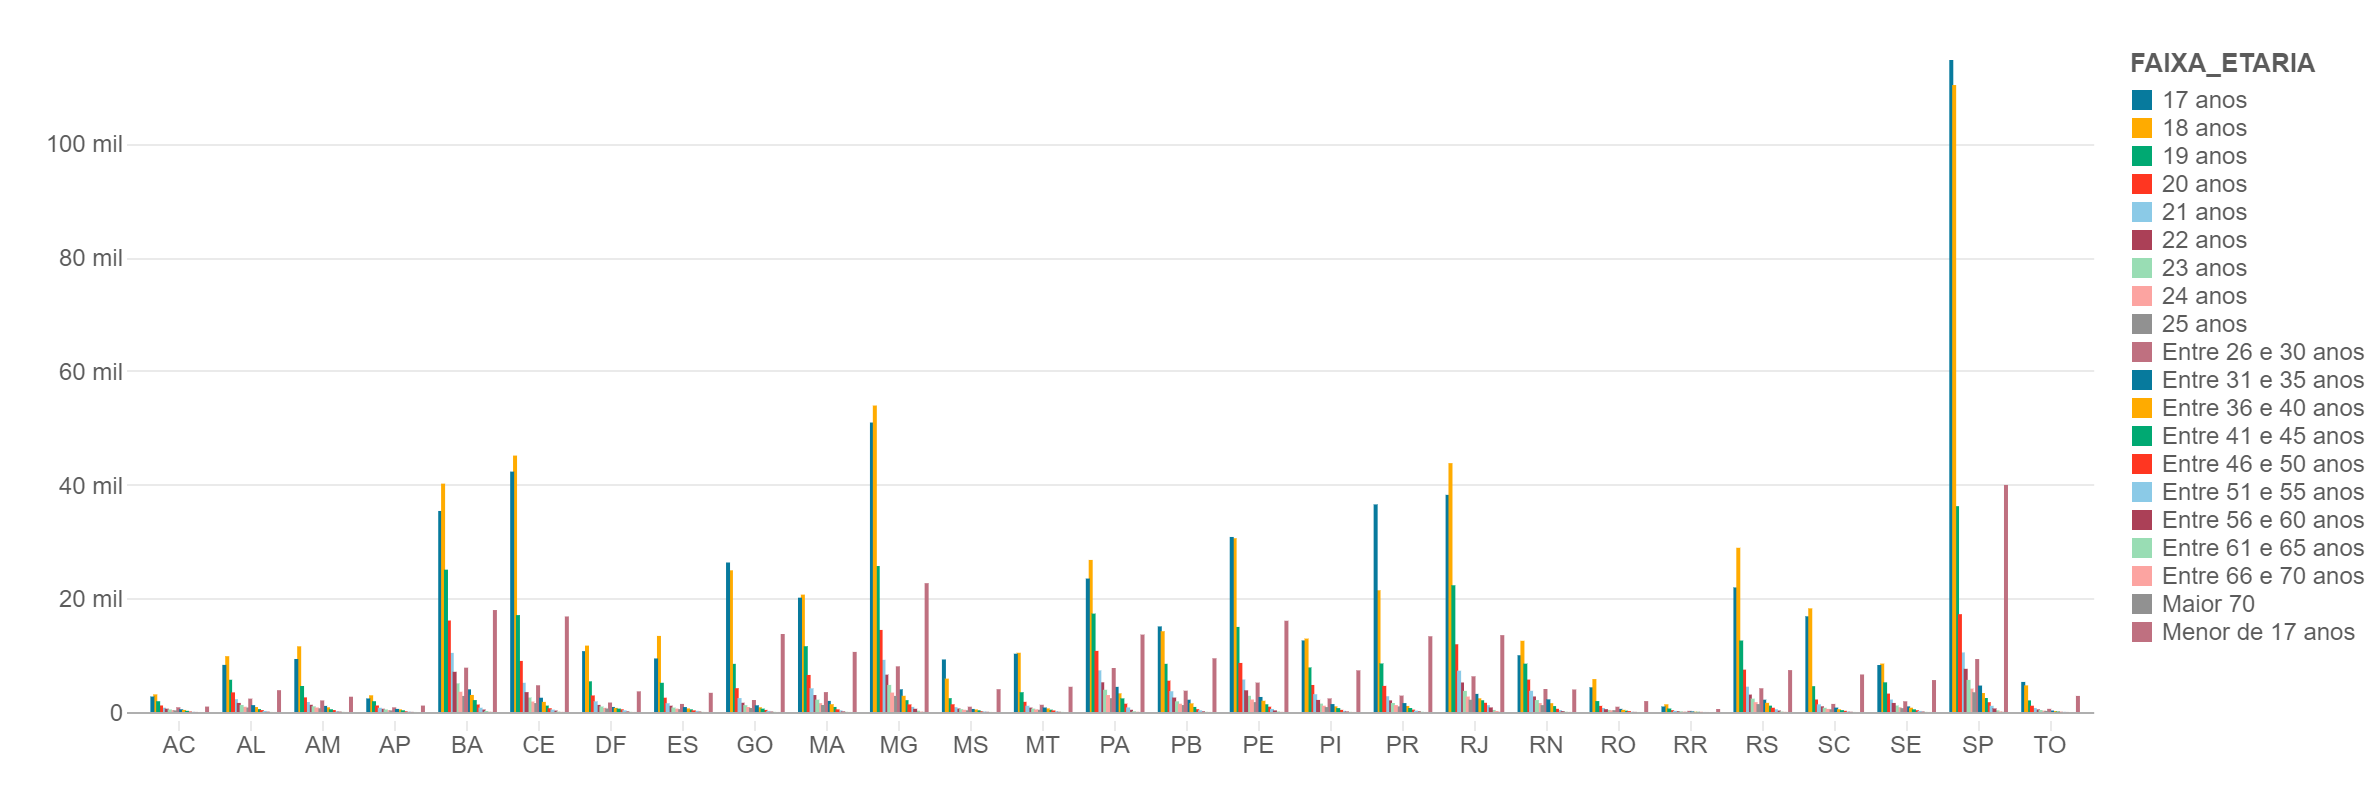 FAIXA_ETARIA
17 anos
18 anos
19 anos
20 anos
21 anos
22 anos
23 anos
24 anos
25 anos
Entre 26 e 30 anos
Entre 31 e 35 anos
Entre 36 e 40 anos
Entre 41 e 45 anos
Entre 46 e 50 anos
Entre 51 e 55 anos
Entre 56 e 60 anos
Entre 61 e 65 anos
Entre 66 e 70 anos
Maior 70
Menor de 17 anos
100 mil
80 mil
60 mil
40 mil
20 mil
0
AC AL AM AP BA CE DF ES GO MA MG MS MT PA PB PE PI PR RJ RN RO RR RS SC SE SP TO